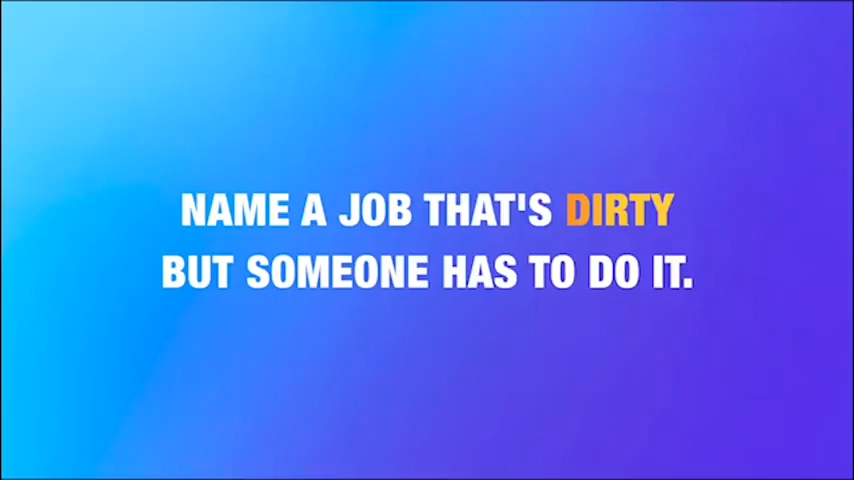 NAME A JOB THAT'S DIRTY
BUT SOMEONE HAS TO DO IT.